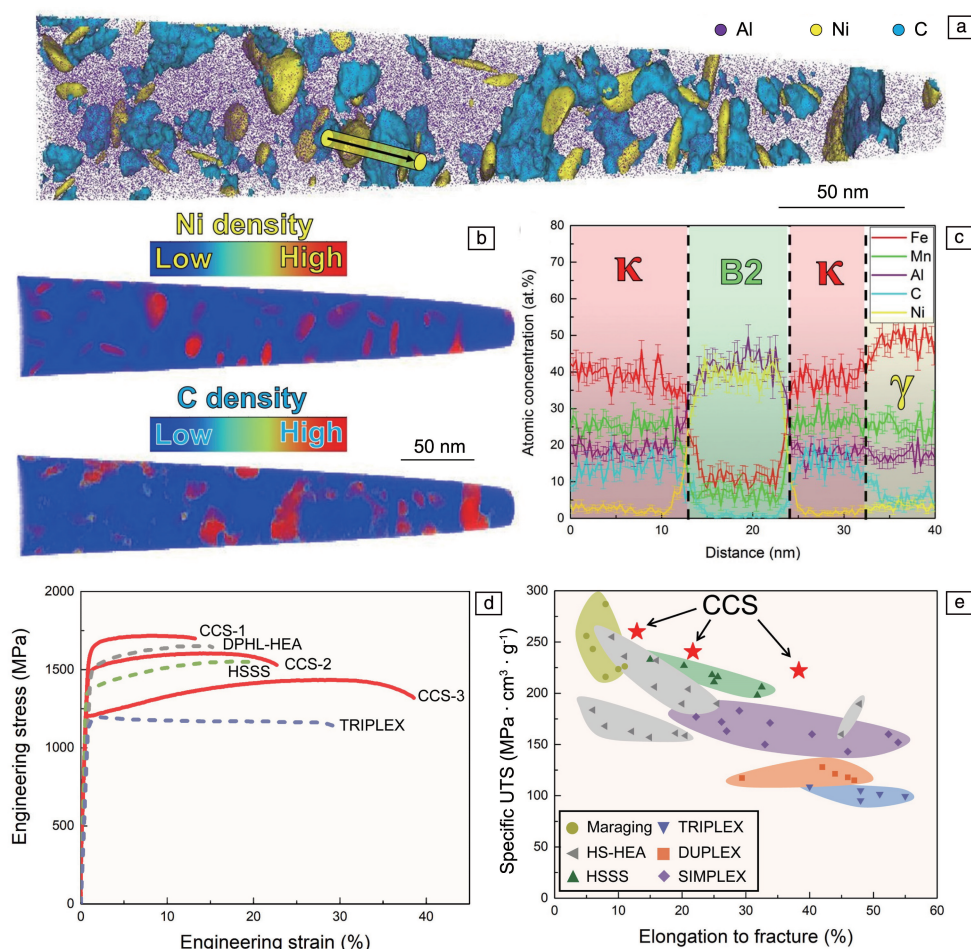 Al Ni C a
50 nm
Ni density b
Low High
C density
Low High
50 nm
c
Atomic concentration (at.%)
80
70
60
50
40
30
20
10
0
κ B2 κ γ
Fe
Mn
Al
C
Ni
0 10 20 30 40
Distance (nm)
d
Engineering stress (MPa)
2000
1500
1000
500
0
CCS-1
DPHL-HEA
CCS-2
HSSS
CCS-3
TRIPLEX
0 10 20 30 40
Engineering strain (%)
e
Specific UTS (MPa · cm³ · g⁻¹)
300
250
200
150
100
50
0
CCS
Maraging TRIPLEX
HS-HEA DUPLEX
HSSS SIMPLEX
0 10 20 30 40 50 60
Elongation to fracture (%)